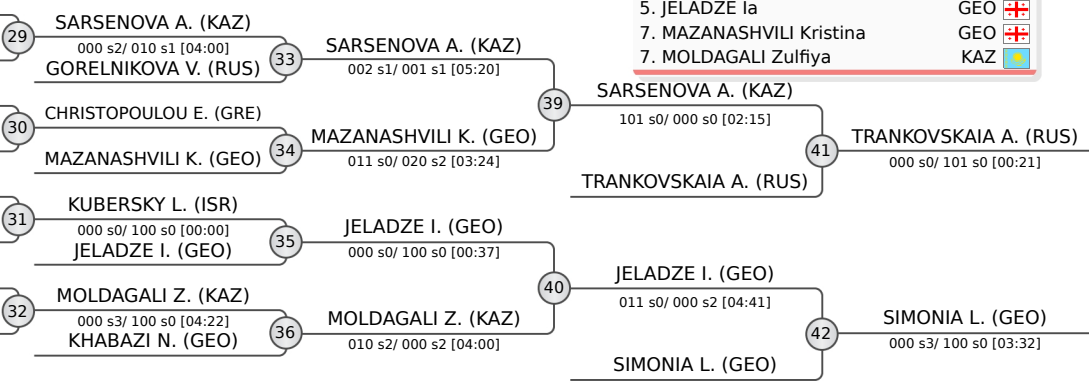 5. JELADZE Ia GEO
7. MAZANASHVILI Kristina GEO
7. MOLDAGALI Zulfiya KAZ
29
SARSENOVA A. (KAZ)
000 s2/ 010 s1 [04:00]
GORELNIKOVA V. (RUS)
30
CHRISTOPOULOU E. (GRE)
MAZANASHVILI K. (GEO)
31
KUBERSKY L. (ISR)
000 s0/ 100 s0 [00:00]
JELADZE I. (GEO)
32
MOLDAGALI Z. (KAZ)
000 s3/ 100 s0 [04:22]
KHABAZI N. (GEO)
33
SARSENOVA A. (KAZ)
002 s1/ 001 s1 [05:20]
34
MAZANASHVILI K. (GEO)
011 s0/ 020 s2 [03:24]
35
JELADZE I. (GEO)
000 s0/ 100 s0 [00:37]
36
MOLDAGALI Z. (KAZ)
010 s2/ 000 s2 [04:00]
39
SARSENOVA A. (KAZ)
101 s0/ 000 s0 [02:15]
TRANKOVSKAIA A. (RUS)
40
JELADZE I. (GEO)
011 s0/ 000 s2 [04:41]
SIMONIA L. (GEO)
41
TRANKOVSKAIA A. (RUS)
000 s0/ 101 s0 [00:21]
42
SIMONIA L. (GEO)
000 s3/ 100 s0 [03:32]